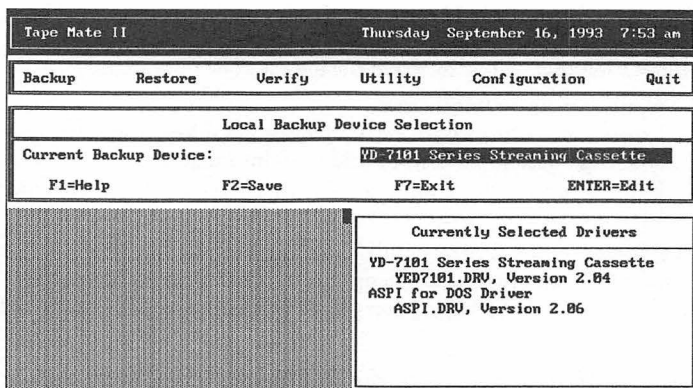 Tape Mate II Thursday September 16, 1993 7:53 am
Backup Restore Verify Utility Configuration Quit
Local Backup Device Selection
Current Backup Device: YD-7101 Series Streaming Cassette
F1=Help F2=Save F7=Exit ENTER=Edit
Currently Selected Drivers
YD-7101 Series Streaming Cassette
YED7101.DRV, Version 2.04
ASPI for DOS Driver
ASPI.DRV, Version 2.06